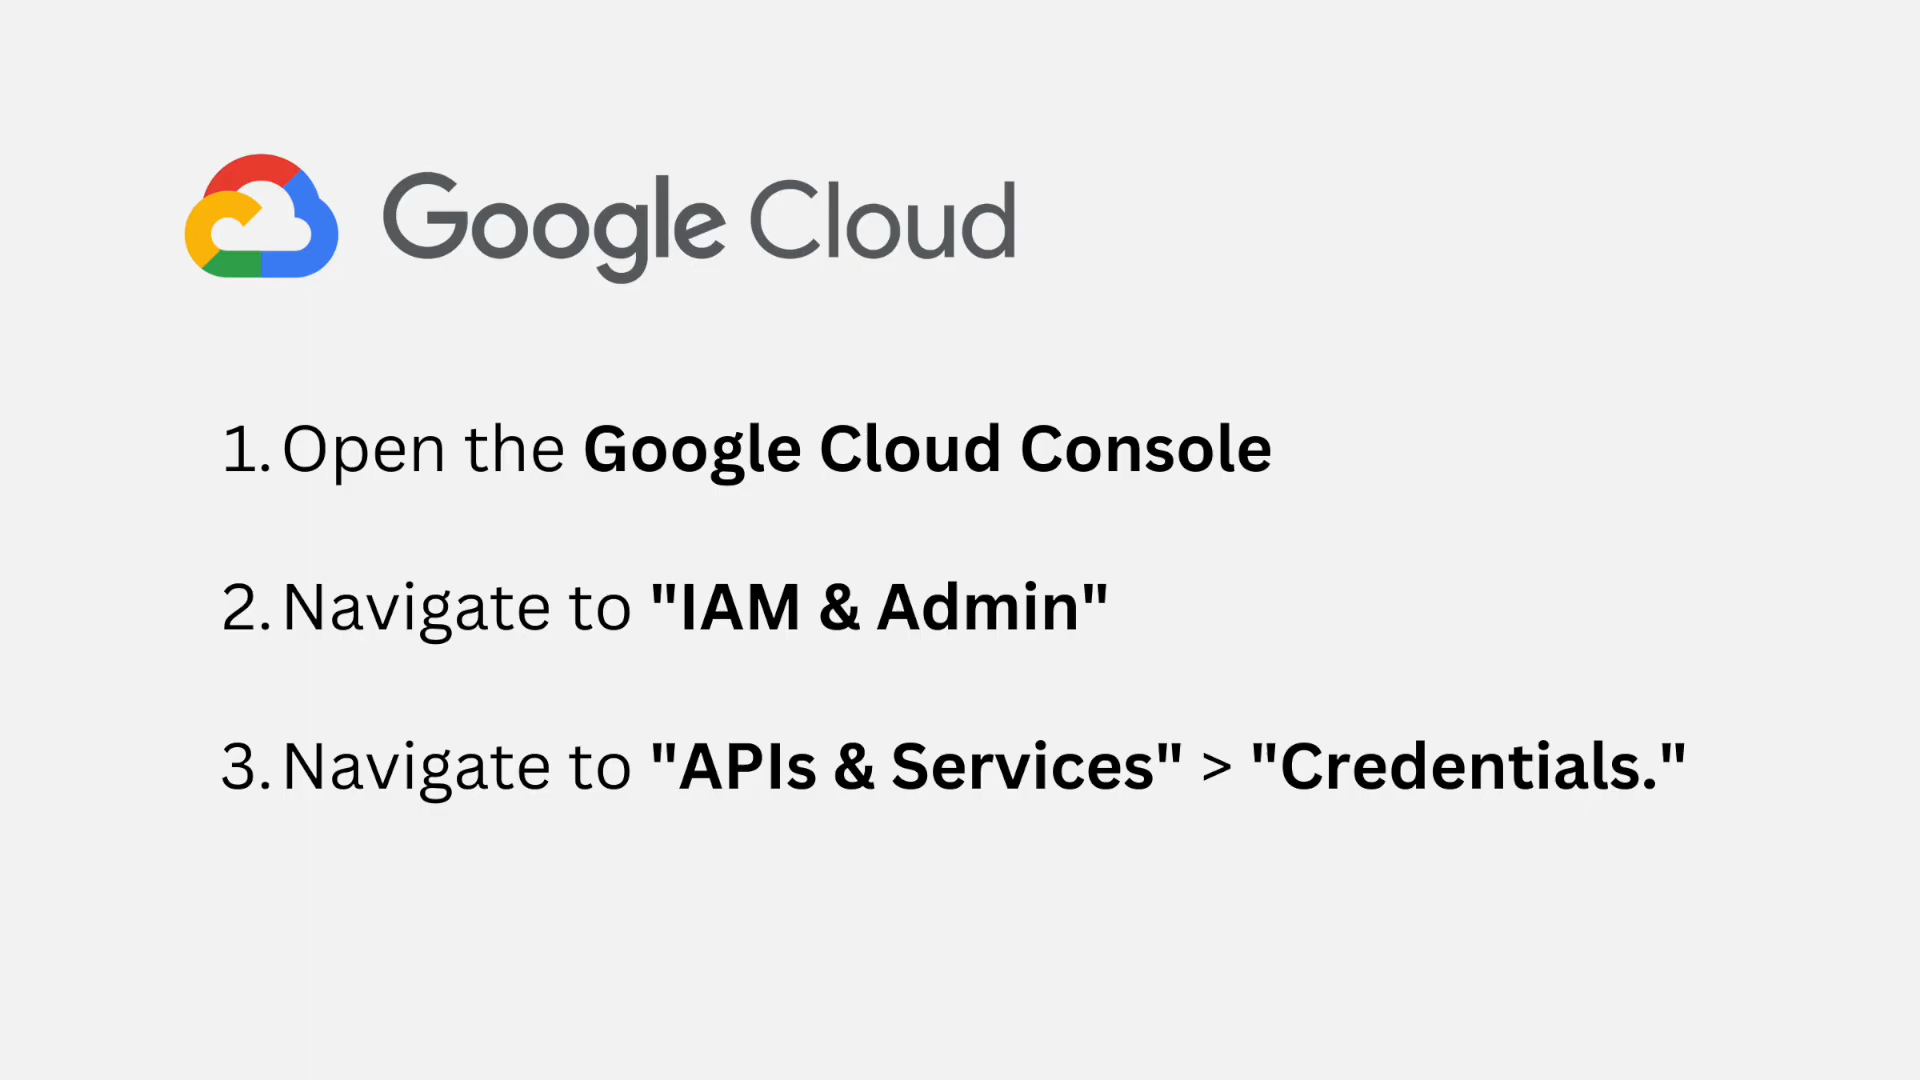 Google Cloud
1. Open the Google Cloud Console
2. Navigate to "IAM & Admin"
3. Navigate to "APIs & Services" > "Credentials."